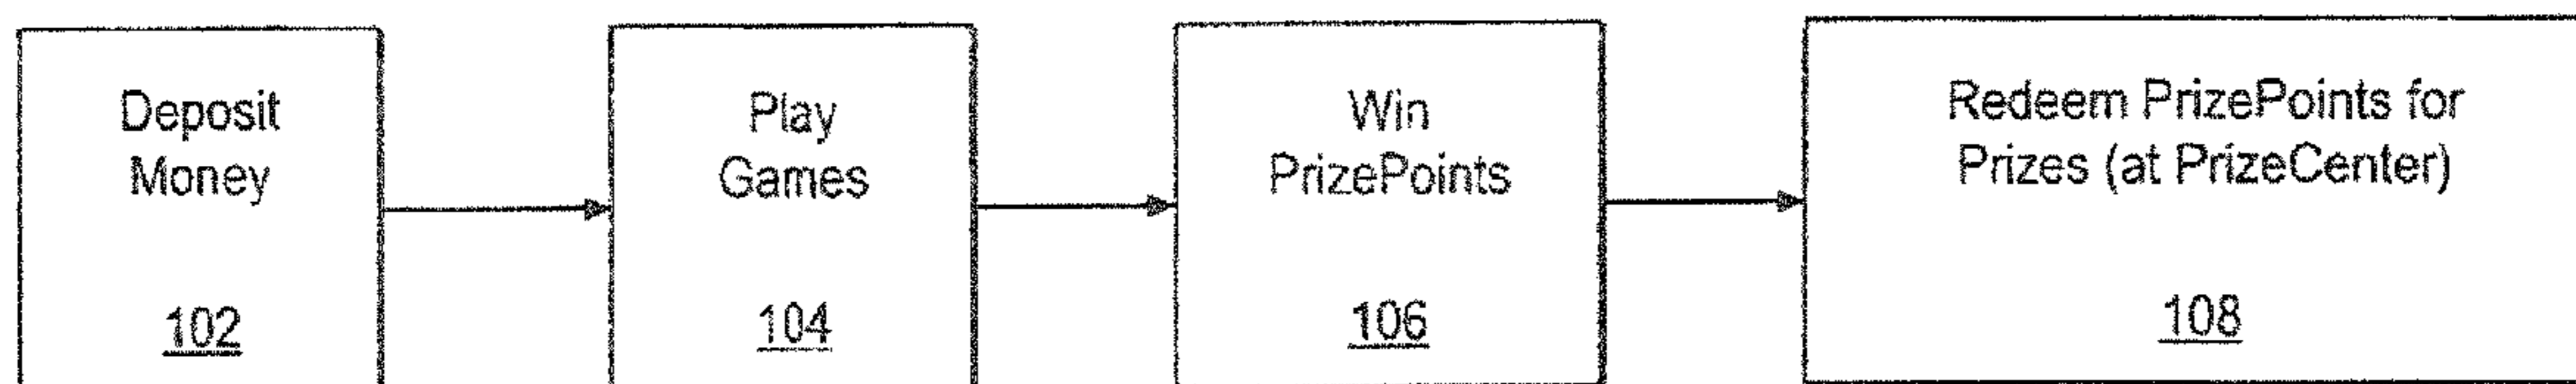 Deposit
Money
102
Play
Games
104
Win
PrizePoints
106
Redeem PrizePoints for
Prizes (at PrizeCenter)
108